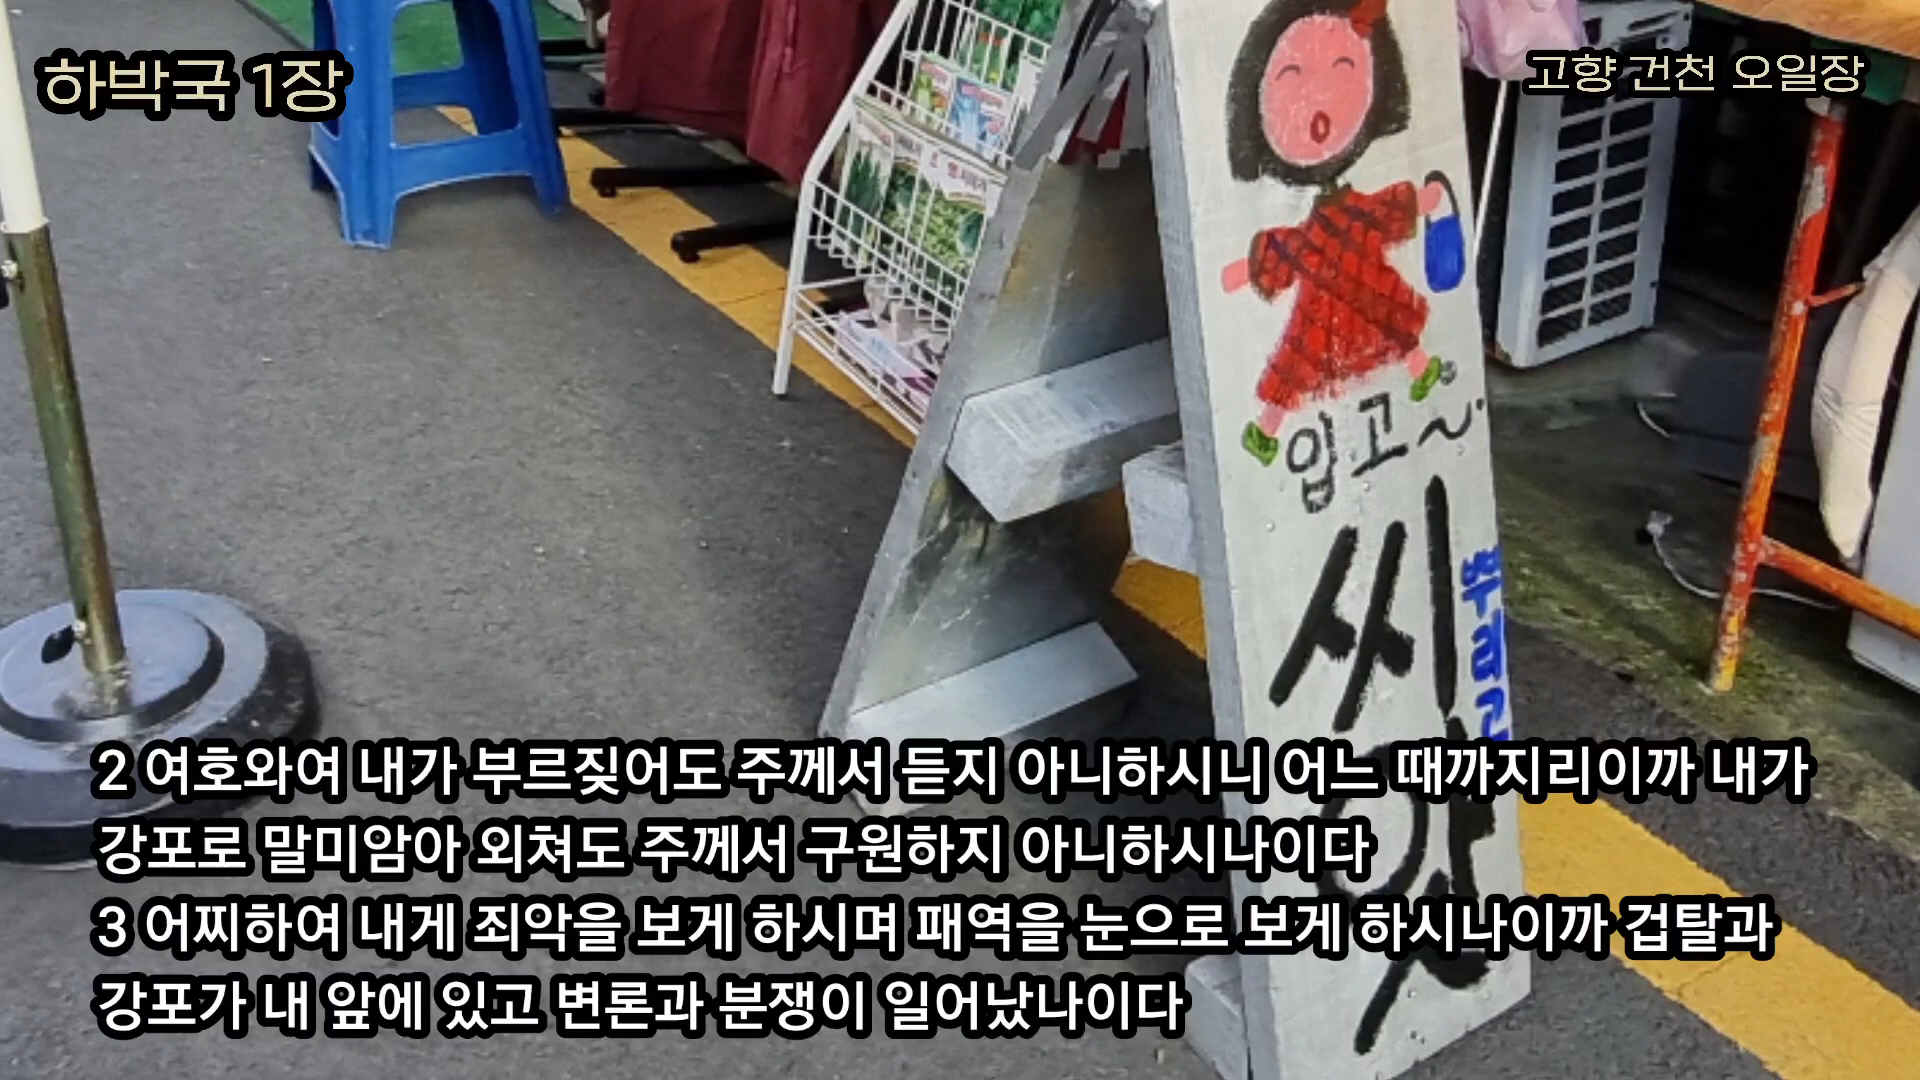 하박국 1장
고향 건천 오일장
입고~
씨앗
뿌리고
2 여호와여 내가 부르짖어도 주께서 듣지 아니하시니 어느 때까지리이까 내가
강포로 말미암아 외쳐도 주께서 구원하지 아니하시나이다
3 어찌하여 내게 죄악을 보게 하시며 패역을 눈으로 보게 하시나이까 겁탈과
강포가 내 앞에 있고 변론과 분쟁이 일어났나이다